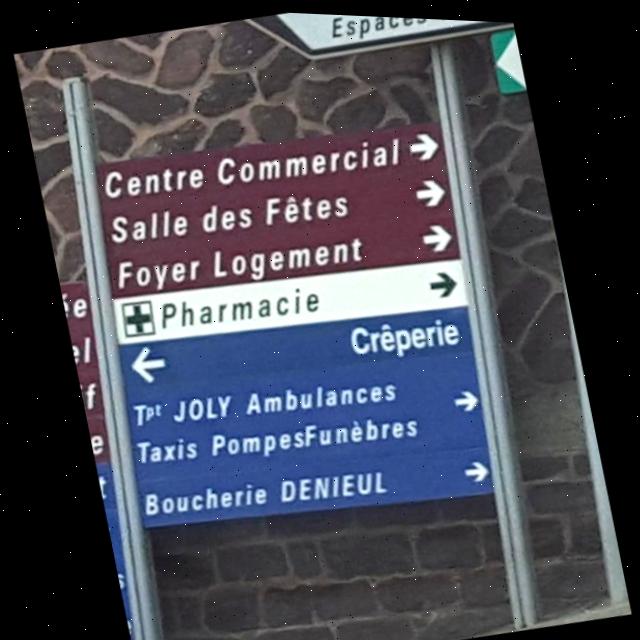 Espaces
Centre Commercial
Salle des Fêtes
Foyer Logement
Pharmacie
Crêperie
Tpt JOLY Ambulances
Taxis PompesFunèbres
Boucherie DENIEUL